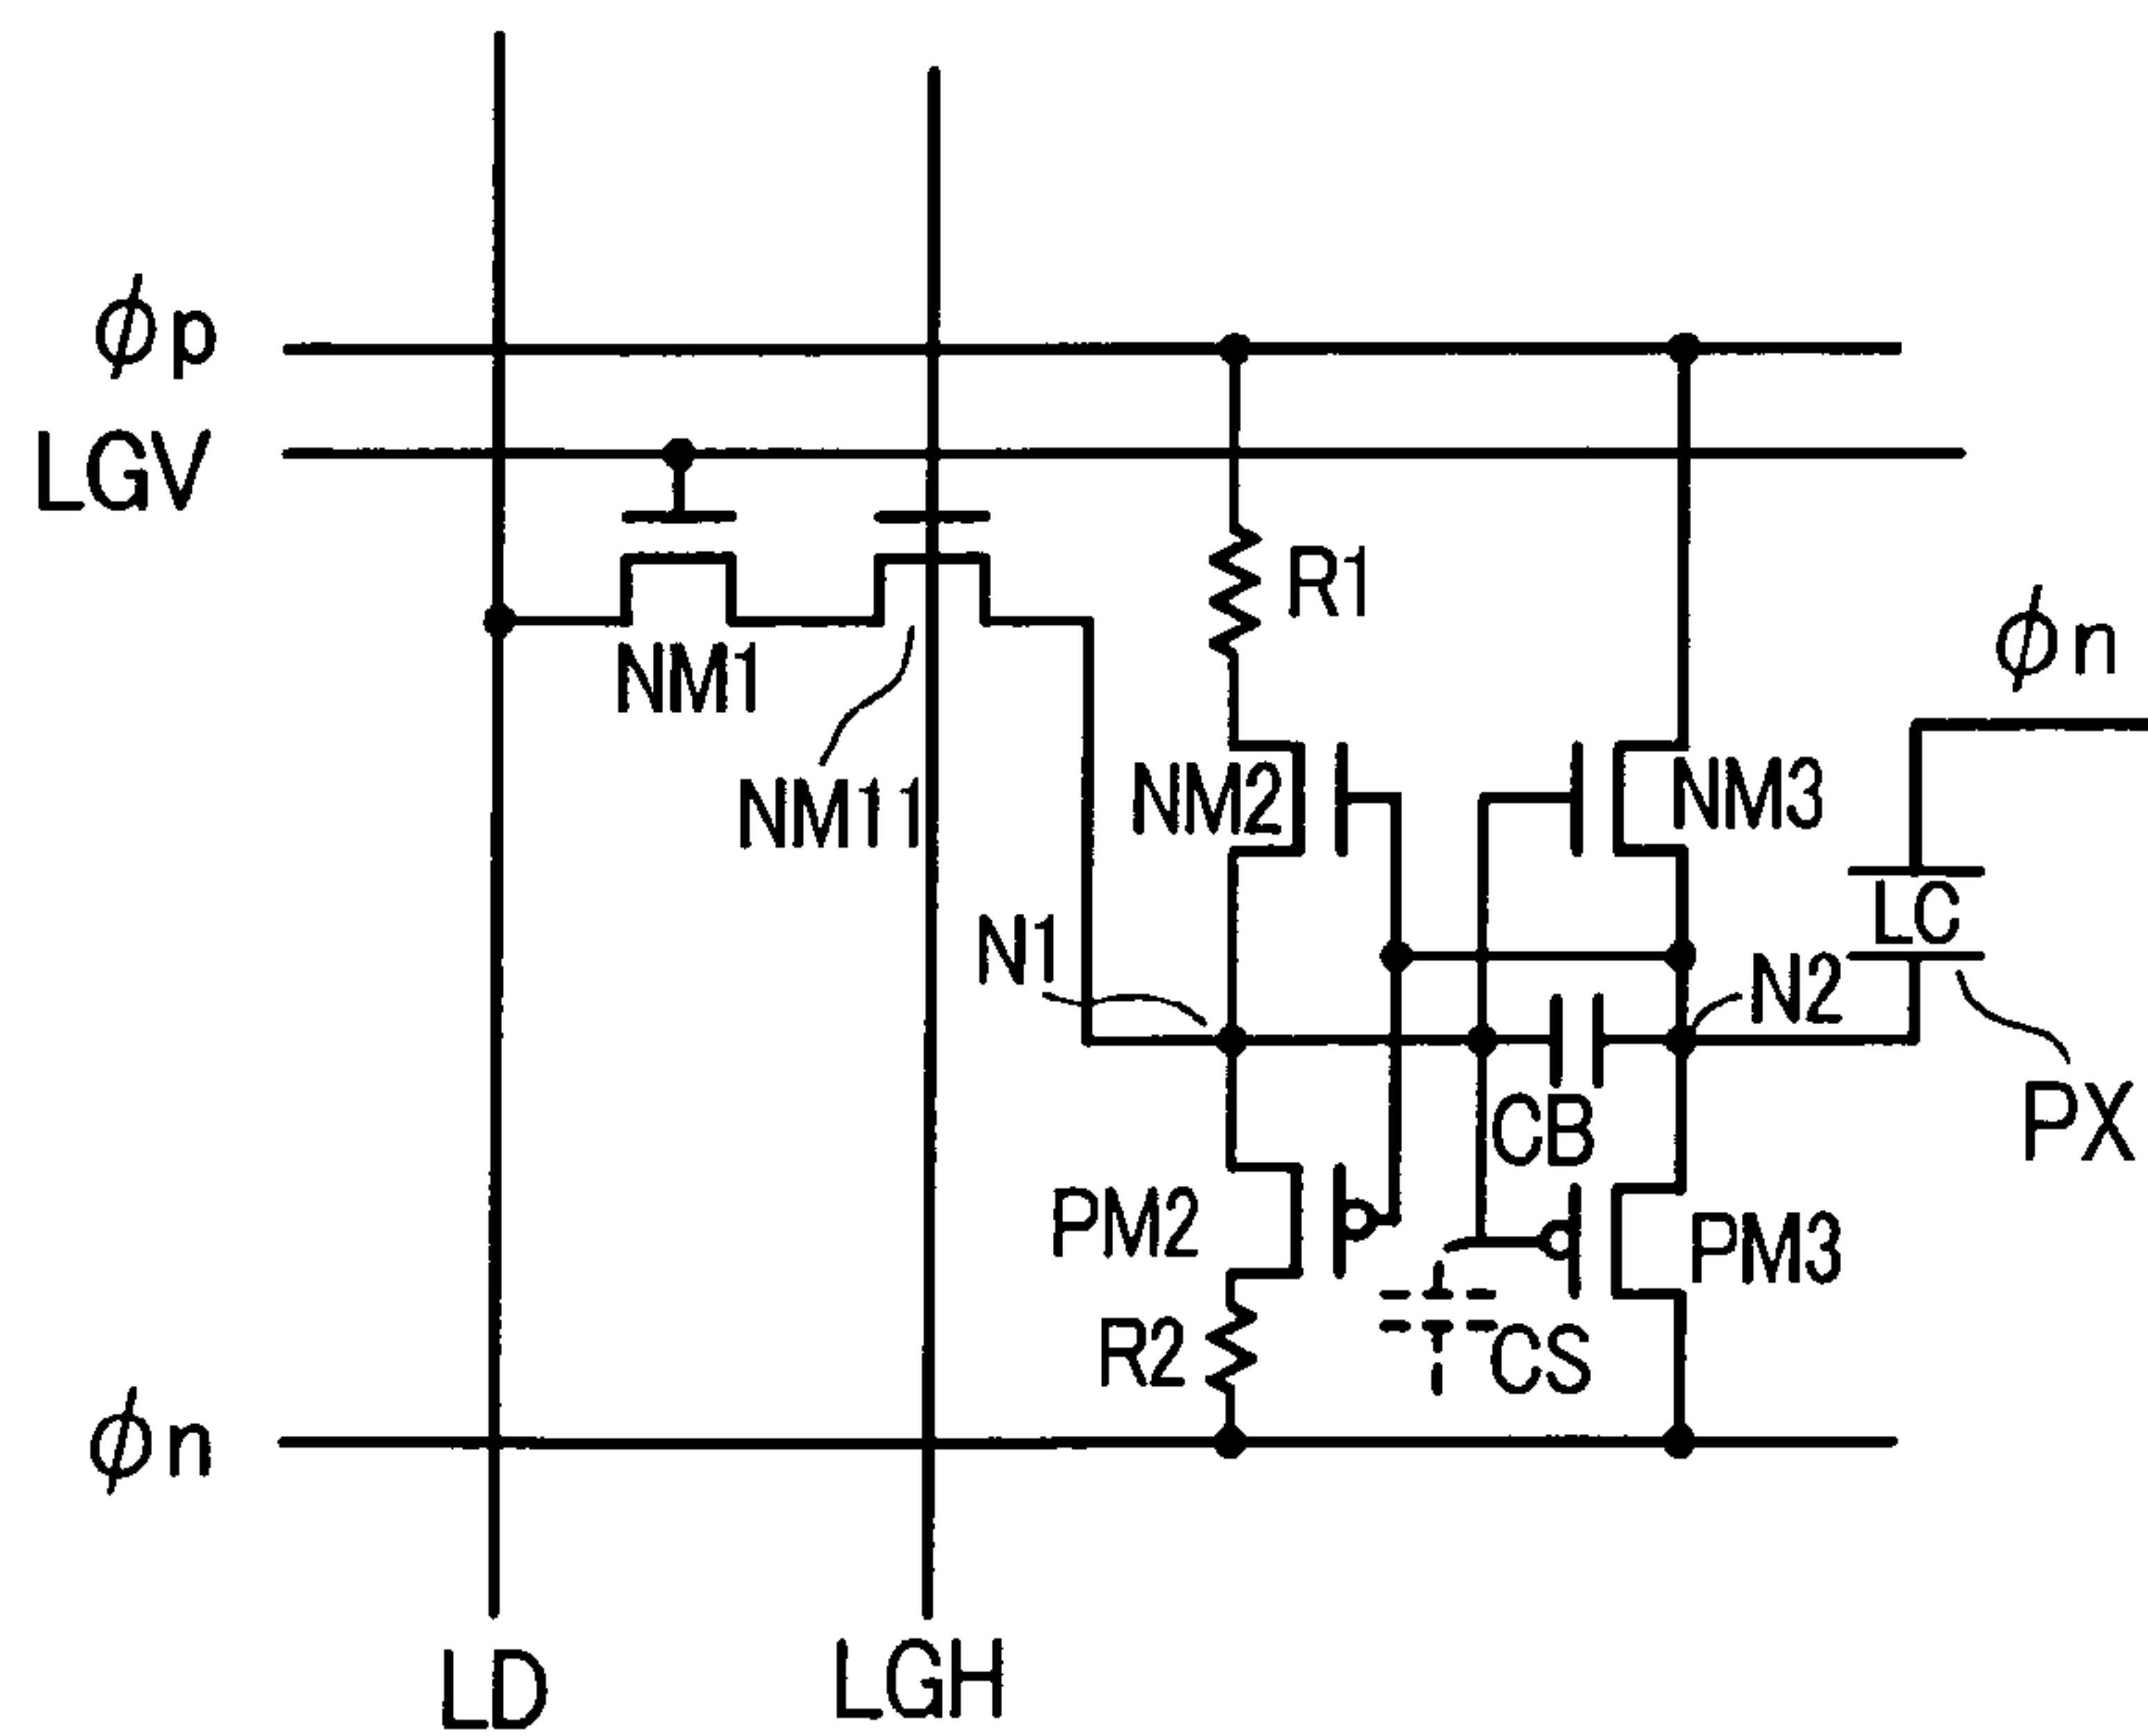 ϕp
LGV
R1
ϕn
NM1
NM11
NM2
NM3
LC
N1
N2
CB
PX
PM2
PM3
R2
CS
ϕn
LD
LGH